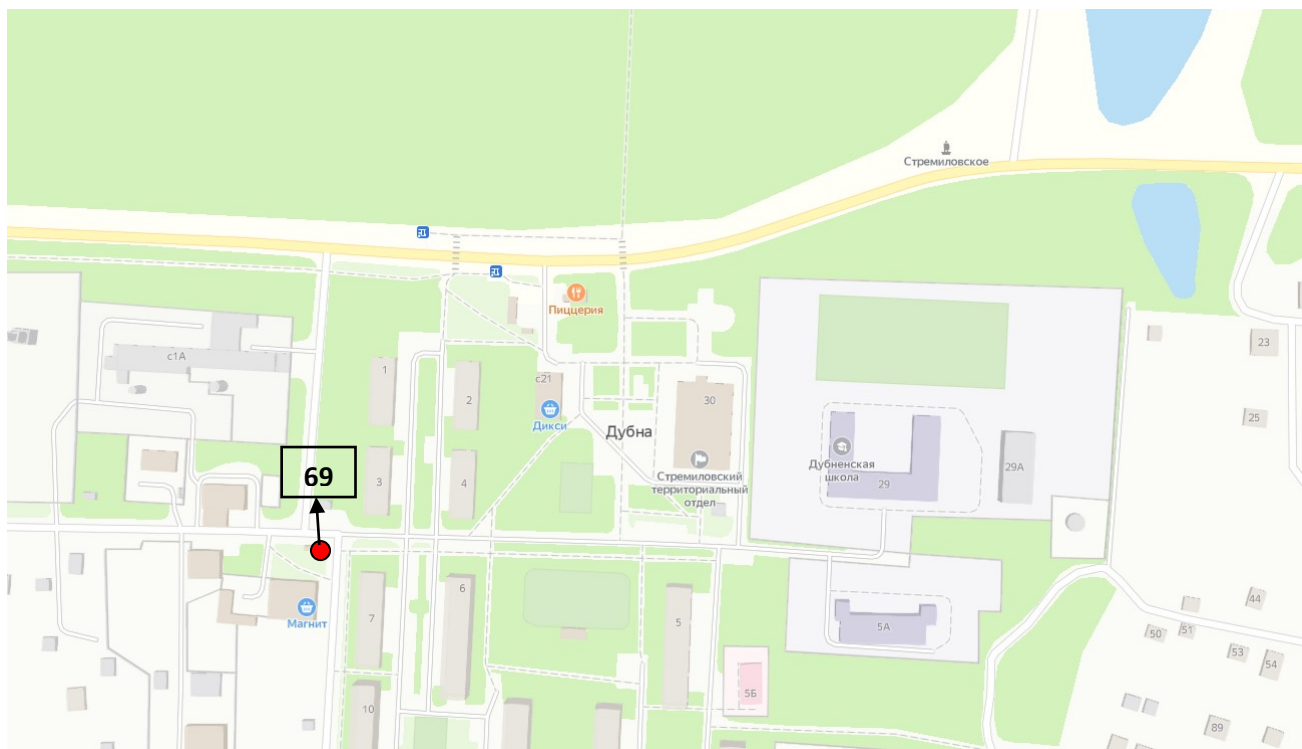 Стремиловское
Пиццерия
23
с1А
1
2
с21
30
25
Дикси
Дубна
69
3
4
Стремиловский
территориальный
отдел
Дубненская
школа
29
29А
Магнит
7
6
5
5А
44
50
51
53
54
10
5Б
89